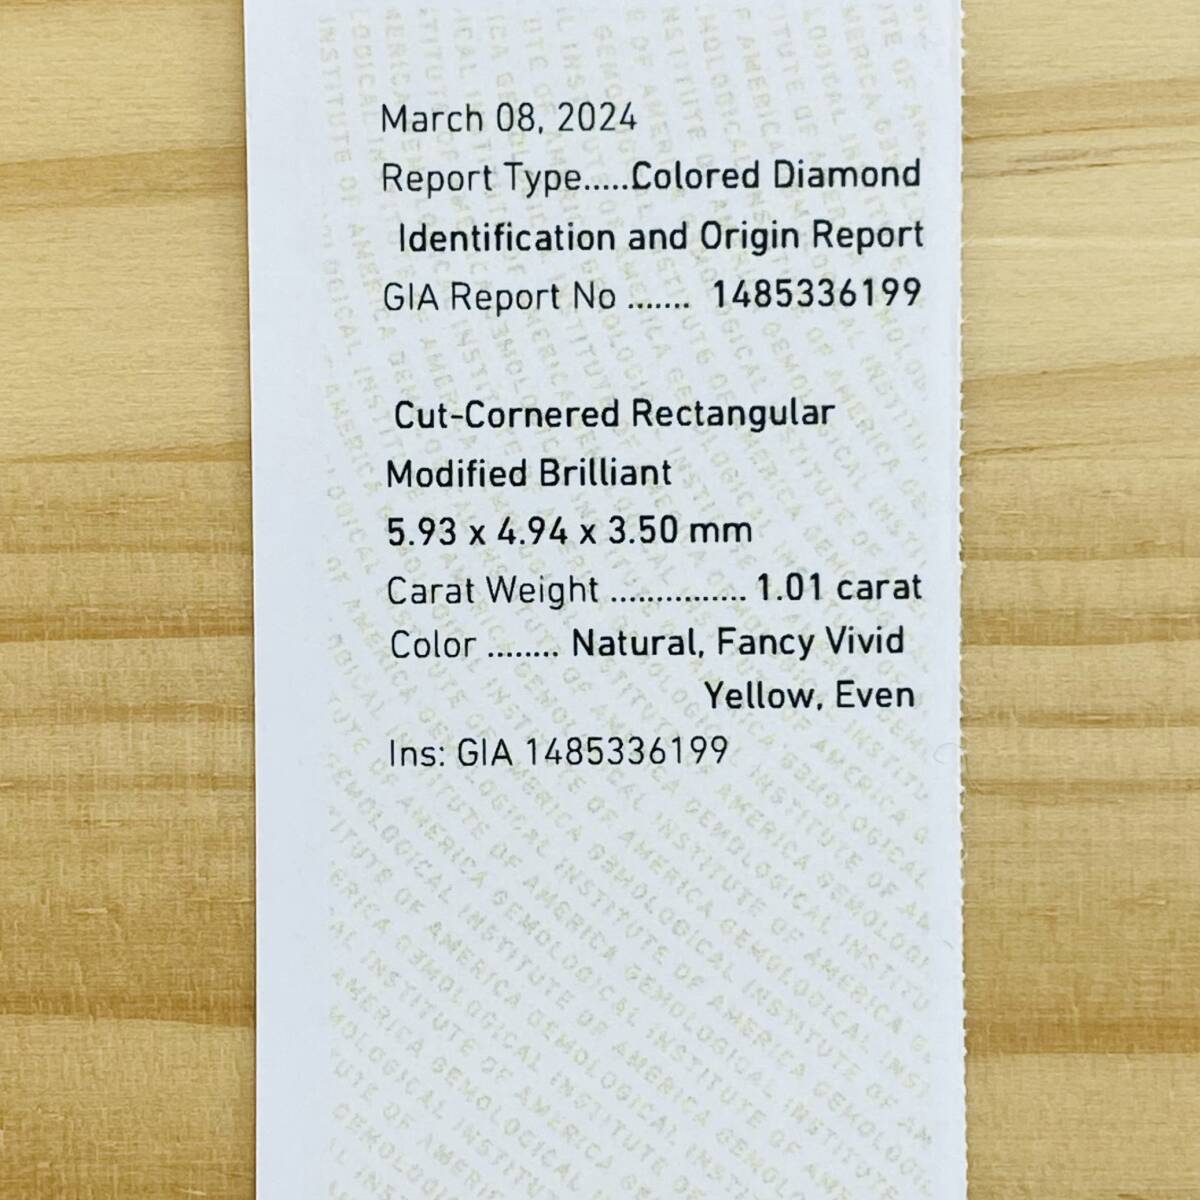 March 08, 2024
Report Type.....Colored Diamond
Identification and Origin Report
GIA Report No ....... 1485336199
Cut-Cornered Rectangular
Modified Brilliant
5.93 x 4.94 x 3.50 mm
Carat Weight ............... 1.01 carat
Color ........ Natural, Fancy Vivid
Yellow, Even
Ins: GIA 1485336199